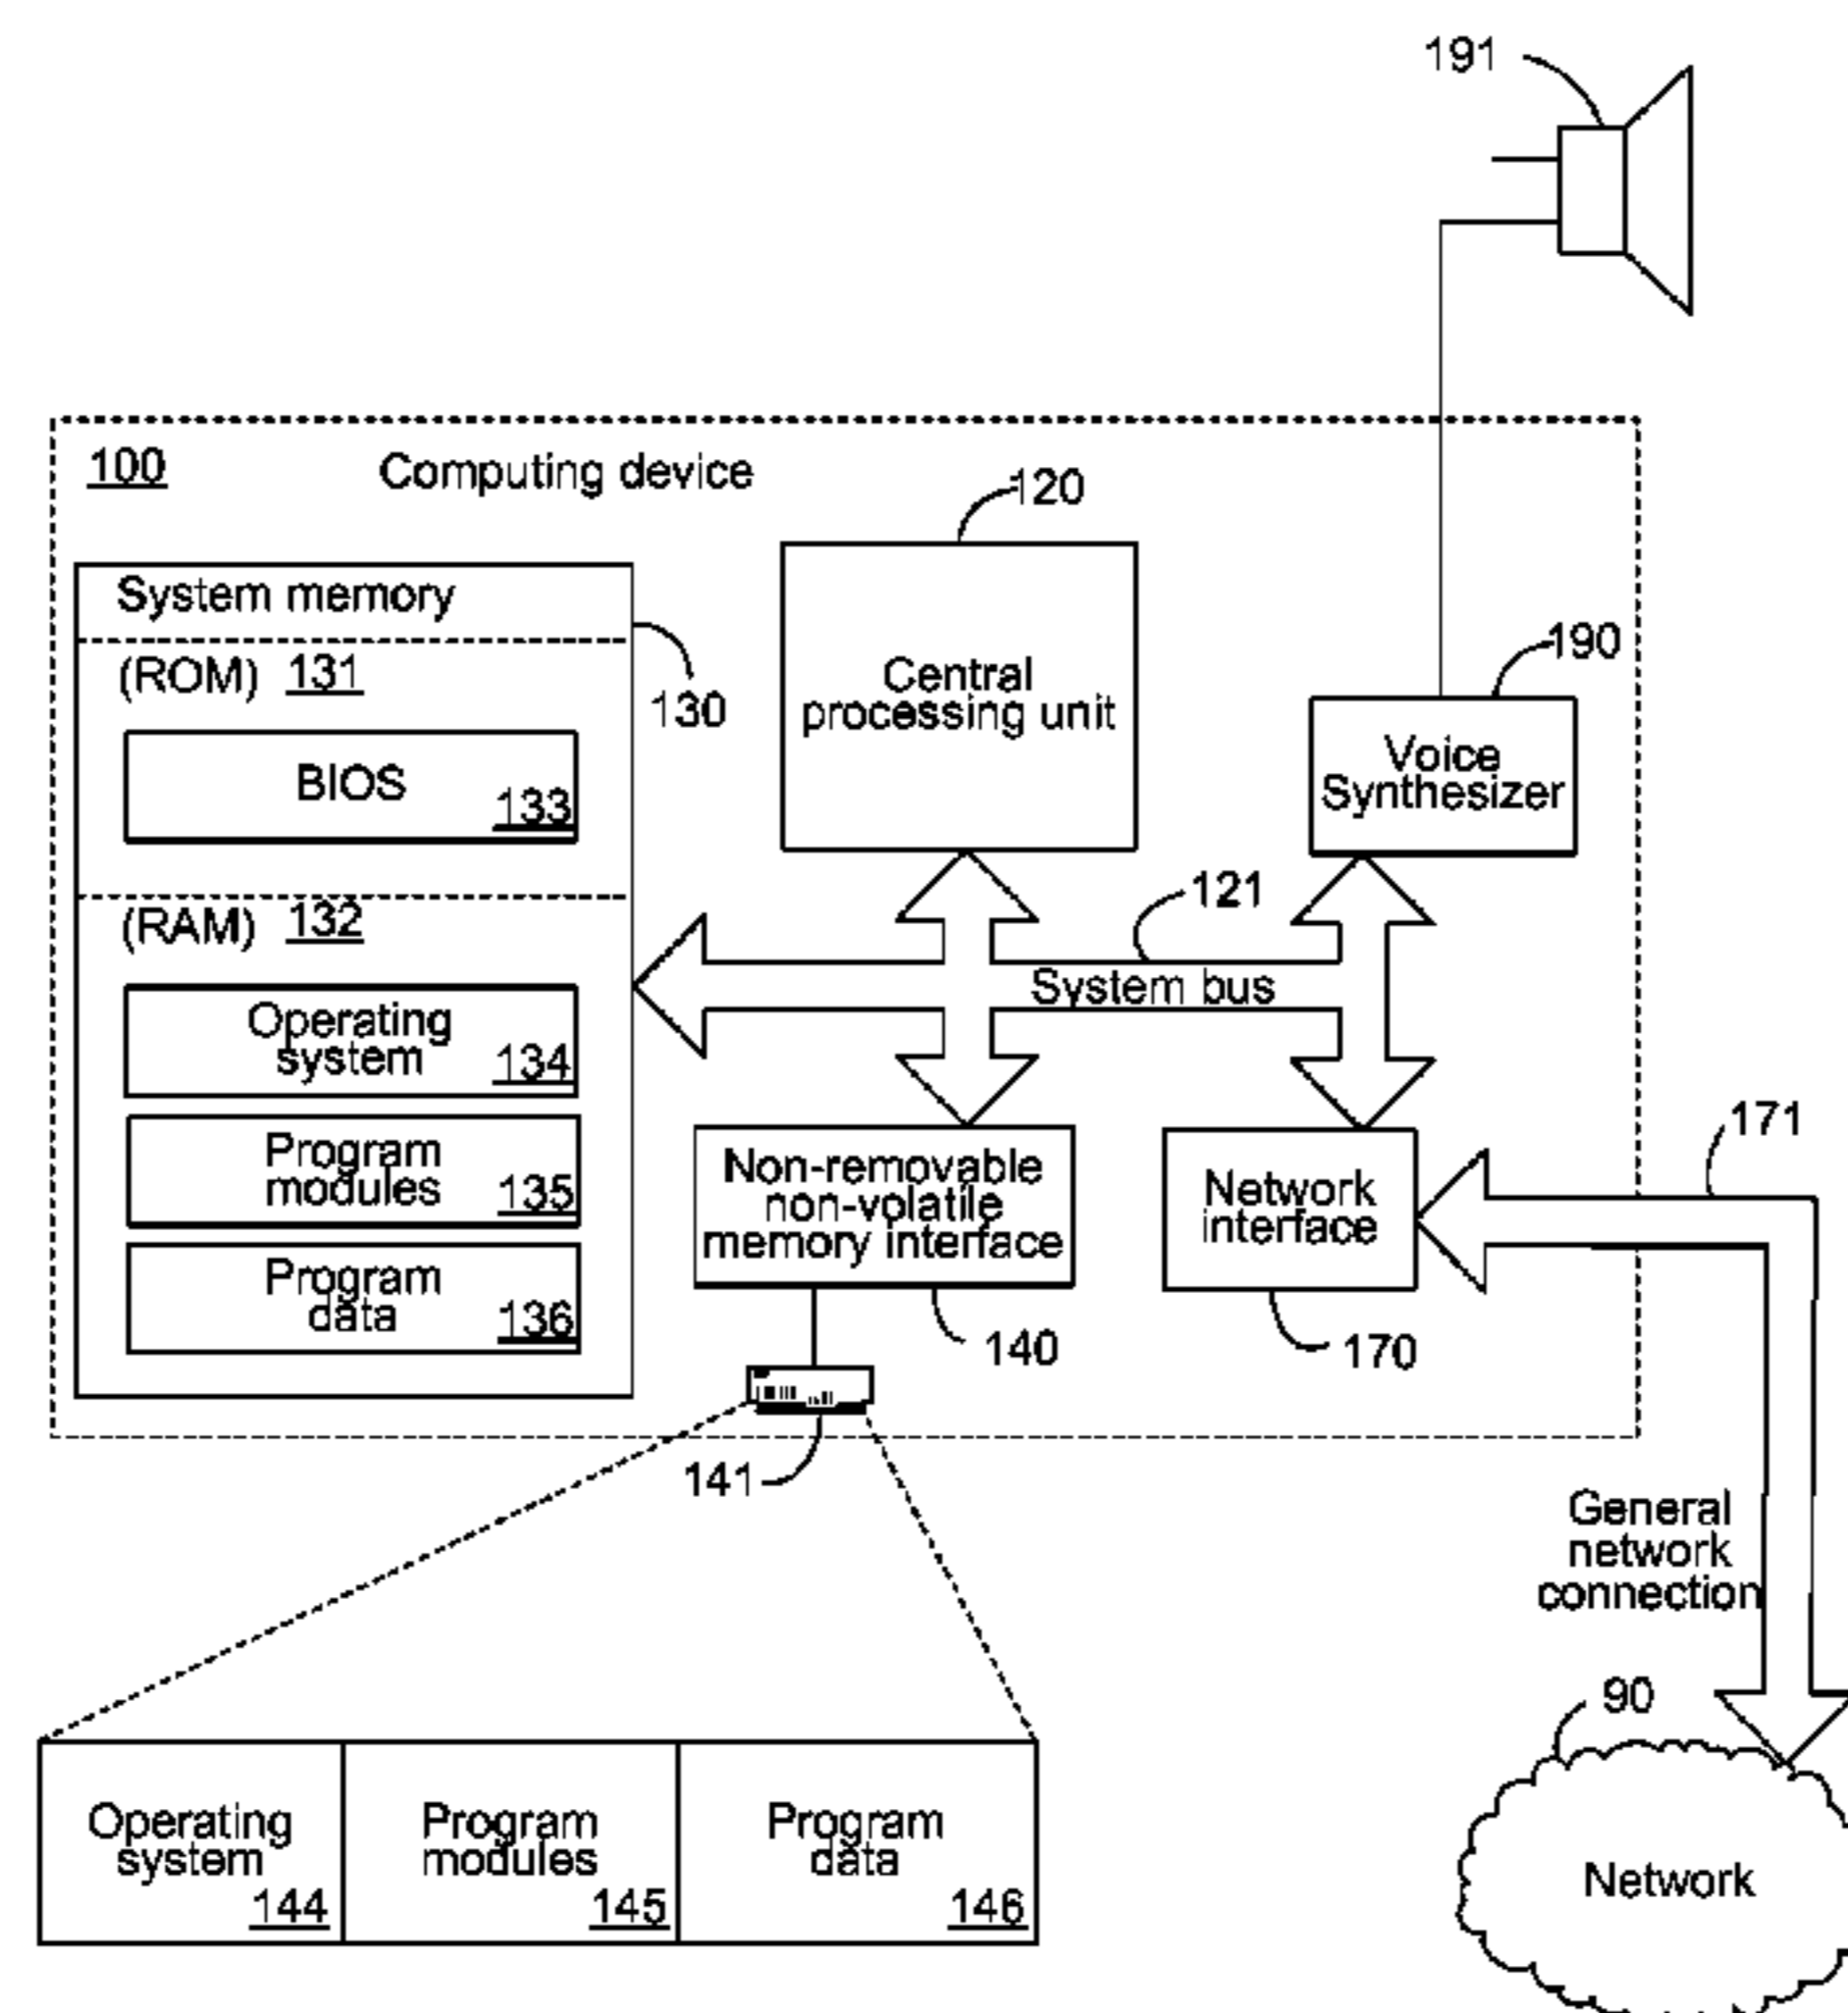 191
100
Computing device
120
System memory
(ROM) 131
130
Central
processing unit
190
BIOS
133
Voice
Synthesizer
(RAM) 132
121
System bus
Operating
system
134
Program
modules
135
Program
data
136
Non-removable
non-volatile
memory interface
Network
interface
171
140
170
141
General
network
connection
90
Operating
system
144
Program
modules
145
Program
data
146
Network